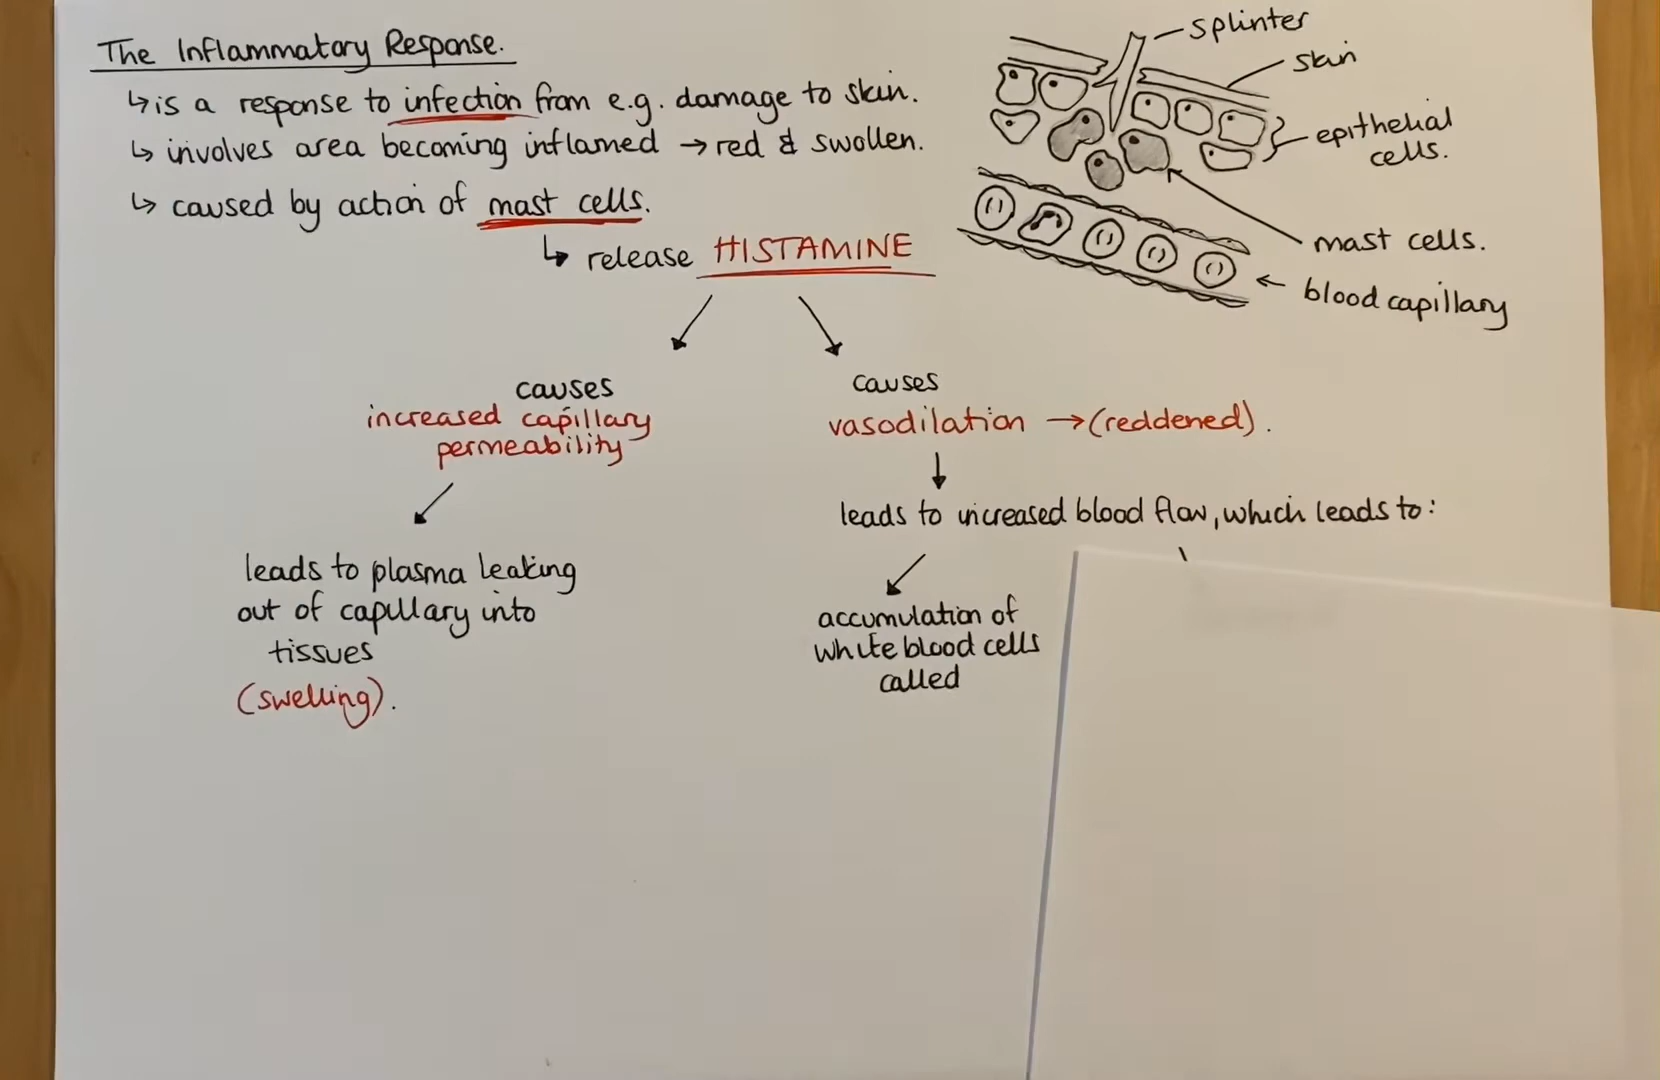 The Inflammatory Response.
↳ is a response to infection from e.g. damage to skin.
↳ involves area becoming inflamed → red & swollen.
↳ caused by action of mast cells.
↳ release HISTAMINE
splinter
skin
epithelial
cells.
mast cells.
blood capillary
causes
increased capillary
permeability
leads to plasma leaking
out of capillary into
tissues
(swelling).
causes
vasodilation → (reddened).
leads to increased blood flow, which leads to:
accumulation of
white blood cells
called